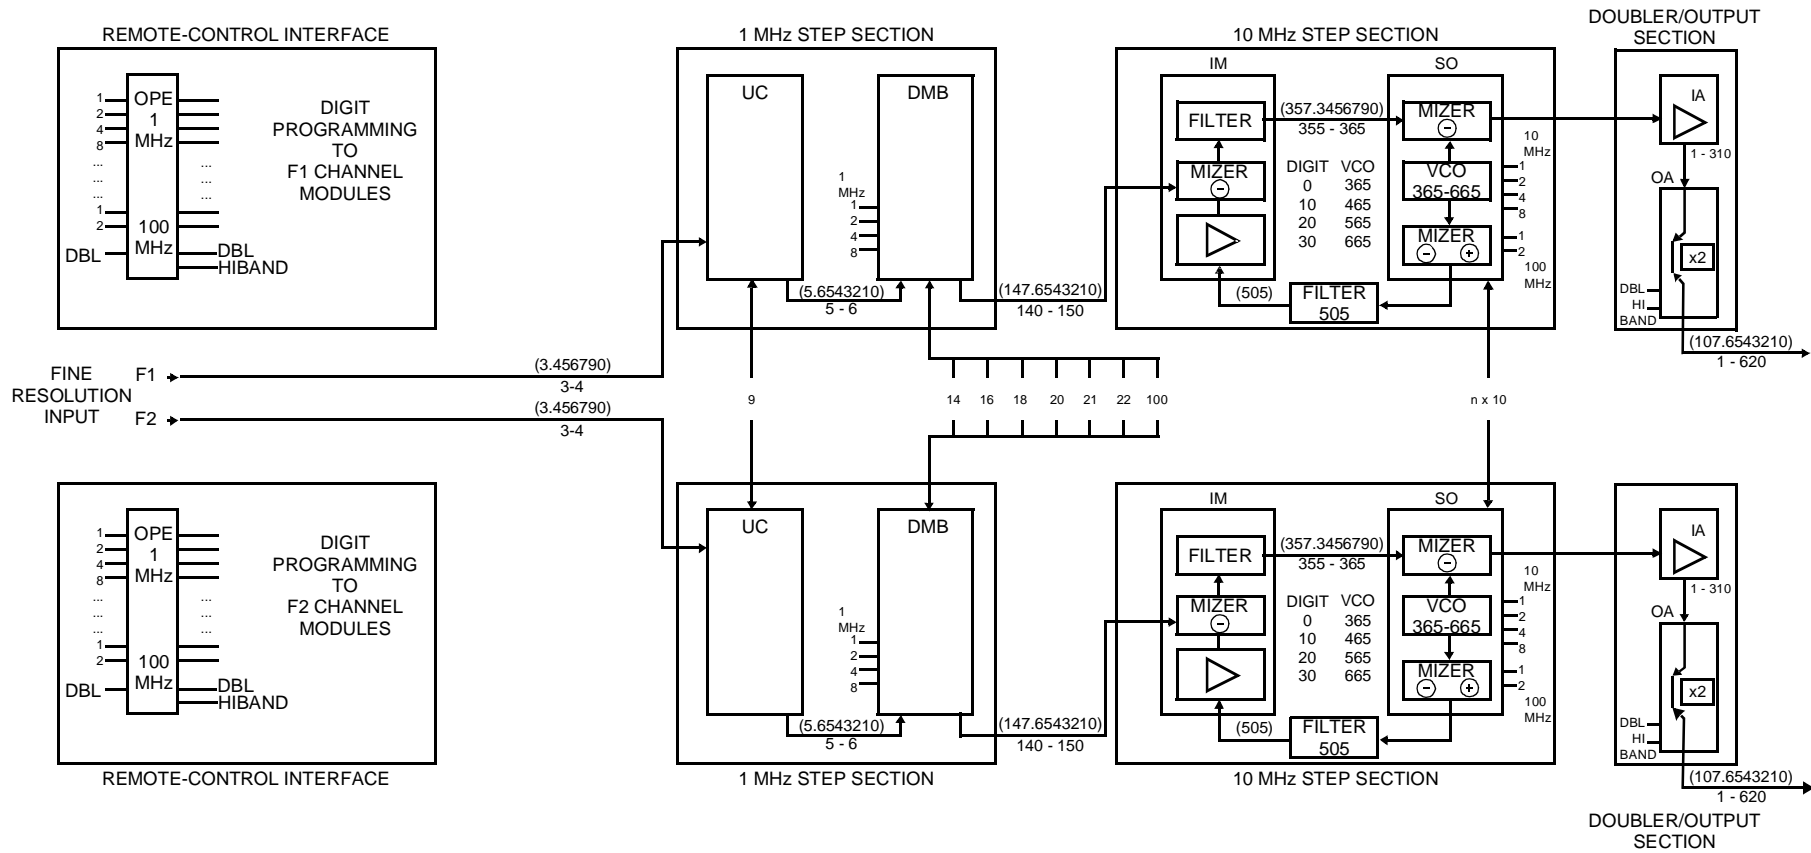 REMOTE-CONTROL INTERFACE
OPE
1
MHz
1
2
4
8
...
...
...
...
...
...
1
2
100
MHz
DBL
DBL
HIBAND
DIGIT
PROGRAMMING
TO
F1 CHANNEL
MODULES
1 MHz STEP SECTION
UC
DMB
1
MHz
1
2
4
8
(5.6543210)
5 - 6
(147.6543210)
140 - 150
10 MHz STEP SECTION
IM
SO
FILTER
(357.3456790)
355 - 365
MIZER
-
MIZER
-
DIGIT VCO
0 365
10 465
20 565
30 665
VCO
365-665
MIZER
- +
10
MHz
1
2
4
8
1
2
100
MHz
(505)
FILTER
505
DOUBLER/OUTPUT
SECTION
IA
1 - 310
OA
x2
DBL
HI
BAND
(107.6543210)
1 - 620
FINE
RESOLUTION
INPUT
F1
(3.456790)
3-4
F2
(3.456790)
3-4
9
14 16 18 20 21 22 100
n x 10
OPE
1
MHz
1
2
4
8
...
...
...
...
...
...
1
2
100
MHz
DBL
DBL
HIBAND
DIGIT
PROGRAMMING
TO
F2 CHANNEL
MODULES
REMOTE-CONTROL INTERFACE
UC
DMB
1
MHz
1
2
4
8
(5.6543210)
5 - 6
(147.6543210)
140 - 150
1 MHz STEP SECTION
IM
SO
FILTER
(357.3456790)
355 - 365
MIZER
-
MIZER
-
DIGIT VCO
0 365
10 465
20 565
30 665
VCO
365-665
MIZER
- +
10
MHz
1
2
4
8
1
2
100
MHz
(505)
FILTER
505
10 MHz STEP SECTION
IA
1 - 310
OA
x2
DBL
HI
BAND
(107.6543210)
1 - 620
DOUBLER/OUTPUT
SECTION